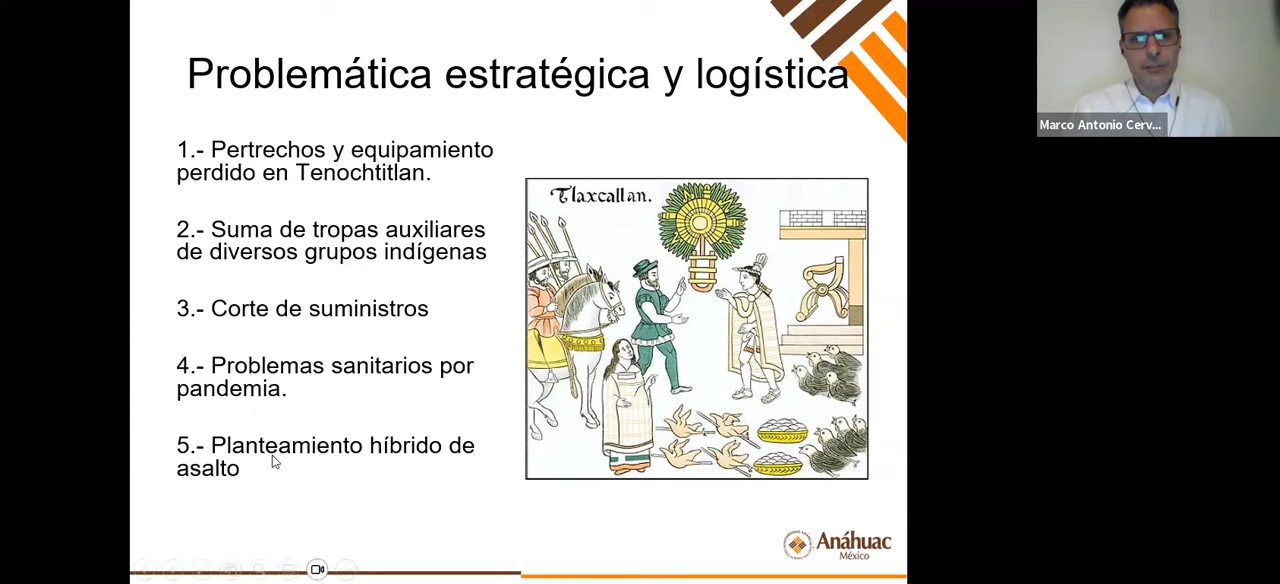 Problemática estratégica y logística
1.- Pertrechos y equipamiento
perdido en Tenochtitlan.
2.- Suma de tropas auxiliares
de diversos grupos indígenas
3.- Corte de suministros
4.- Problemas sanitarios por
pandemia.
5.- Planteamiento híbrido de
asalto
Tlaxcallan.
Marco Antonio Cerv...
Anáhuac
México